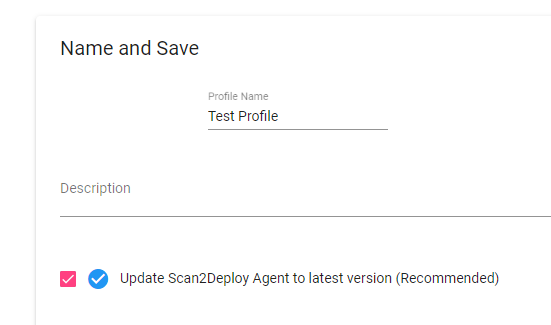 Name and Save
Profile Name
Test Profile
Description
Update Scan2Deploy Agent to latest version (Recommended)